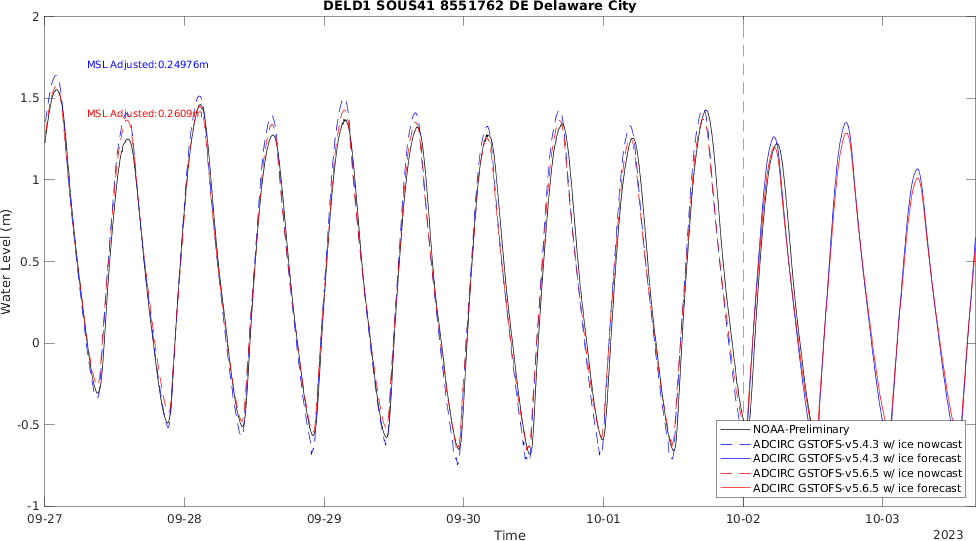 DELD1 SOUS41 8551762 DE Delaware City
2
MSL Adjusted:0.24976m
1.5
MSL Adjusted:0.2609m
1
0.5
0
-0.5
-1
Water Level (m)
NOAA-Preliminary
ADCIRC GSTOFS-v5.4.3 w/ ice nowcast
ADCIRC GSTOFS-v5.4.3 w/ ice forecast
ADCIRC GSTOFS-v5.6.5 w/ ice nowcast
ADCIRC GSTOFS-v5.6.5 w/ ice forecast
09-27 09-28 09-29 09-30 10-01 10-02 10-03
Time
2023